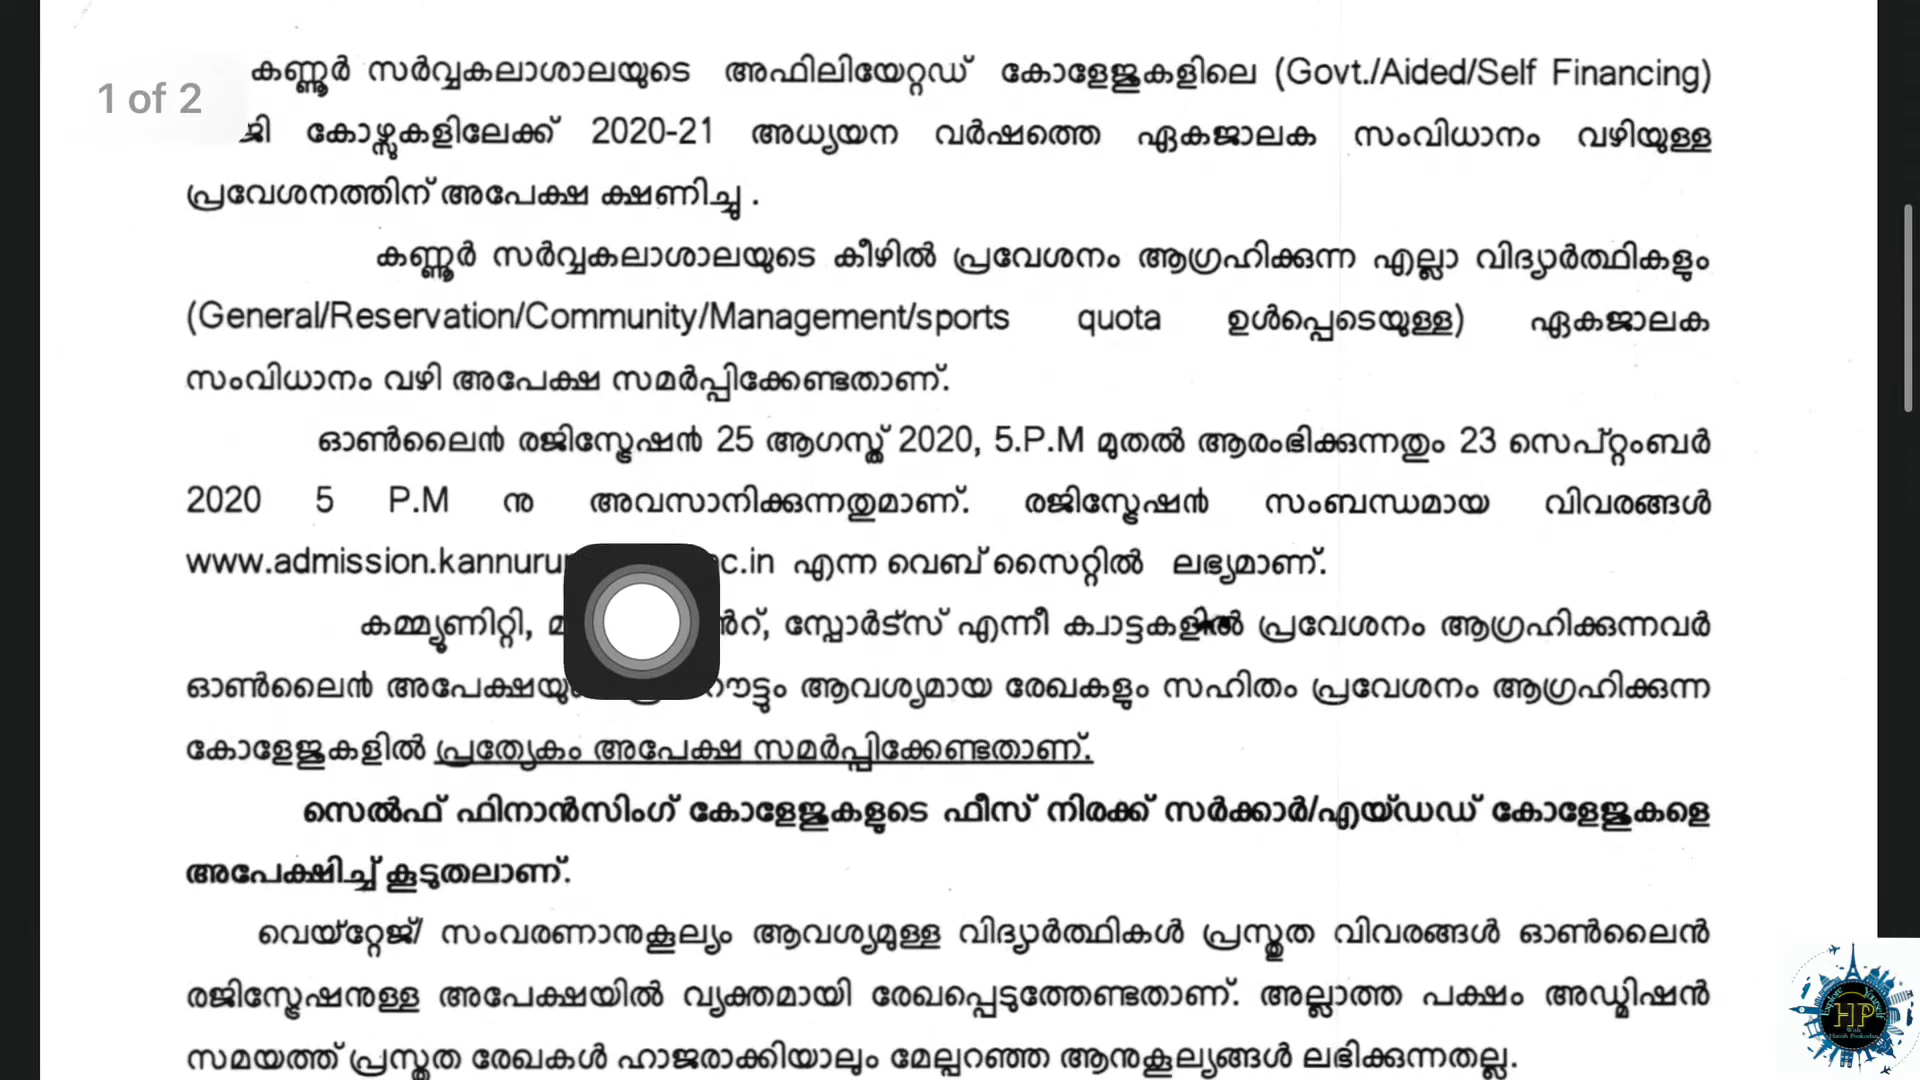 1 of 2
കണ്ണൂർ സർവ്വകലാശാലയുടെ അഫിലിയേറ്റഡ് കോളേജുകളിലെ (Govt./Aided/Self Financing)
കോഴ്സുകളിലേക്ക് 2020-21 അധ്യയന വർഷത്തെ ഏകജാലക സംവിധാനം വഴിയുള്ള
പ്രവേശനത്തിന് അപേക്ഷ ക്ഷണിച്ചു .
കണ്ണൂർ സർവ്വകലാശാലയുടെ കീഴിൽ പ്രവേശനം ആഗ്രഹിക്കുന്ന എല്ലാ വിദ്യാർത്ഥികളും
(General/Reservation/Community/Management/sports quota ഉൾപ്പെടെയുള്ള) ഏകജാലക
സംവിധാനം വഴി അപേക്ഷ സമർപ്പിക്കേണ്ടതാണ്.
ഓൺലൈൻ രജിസ്ട്രേഷൻ 25 ആഗസ്ത് 2020, 5.P.M മുതൽ ആരംഭിക്കുന്നതും 23 സെപ്റ്റംബർ
2020 5 P.M നു അവസാനിക്കുന്നതുമാണ്. രജിസ്ട്രേഷൻ സംബന്ധമായ വിവരങ്ങൾ
എന്ന വെബ് സൈറ്റിൽ ലഭ്യമാണ്.
കമ്മ്യൂണിറ്റി, സ്പോർട്സ് എന്നീ ക്വാട്ടകളിൽ പ്രവേശനം ആഗ്രഹിക്കുന്നവർ
ഓൺലൈൻ ആവശ്യമായ രേഖകളും സഹിതം പ്രവേശനം ആഗ്രഹിക്കുന്ന
കോളേജുകളിൽ പ്രത്യേകം അപേക്ഷ സമർപ്പിക്കേണ്ടതാണ്.
സെൽഫ് ഫിനാൻസിംഗ് കോളേജുകളുടെ ഫീസ് നിരക്ക് സർക്കാർ/എയ്ഡഡ് കോളേജുകളെ
അപേക്ഷിച്ച് കൂടുതലാണ്.
വെയ്റ്റേജ്/ സംവരണാനുകൂല്യം ആവശ്യമുള്ള വിദ്യാർത്ഥികൾ പ്രസ്തുത വിവരങ്ങൾ ഓൺലൈൻ
രജിസ്ട്രേഷനുള്ള അപേക്ഷയിൽ വ്യക്തമായി രേഖപ്പെടുത്തേണ്ടതാണ്. അല്ലാത്ത പക്ഷം അഡ്മിഷൻ
സമയത്ത് പ്രസ്തുത രേഖകൾ ഹാജരാക്കിയാലും മേല്പറഞ്ഞ ആനുകൂല്യങ്ങൾ ലഭിക്കുന്നതല്ല.
HP